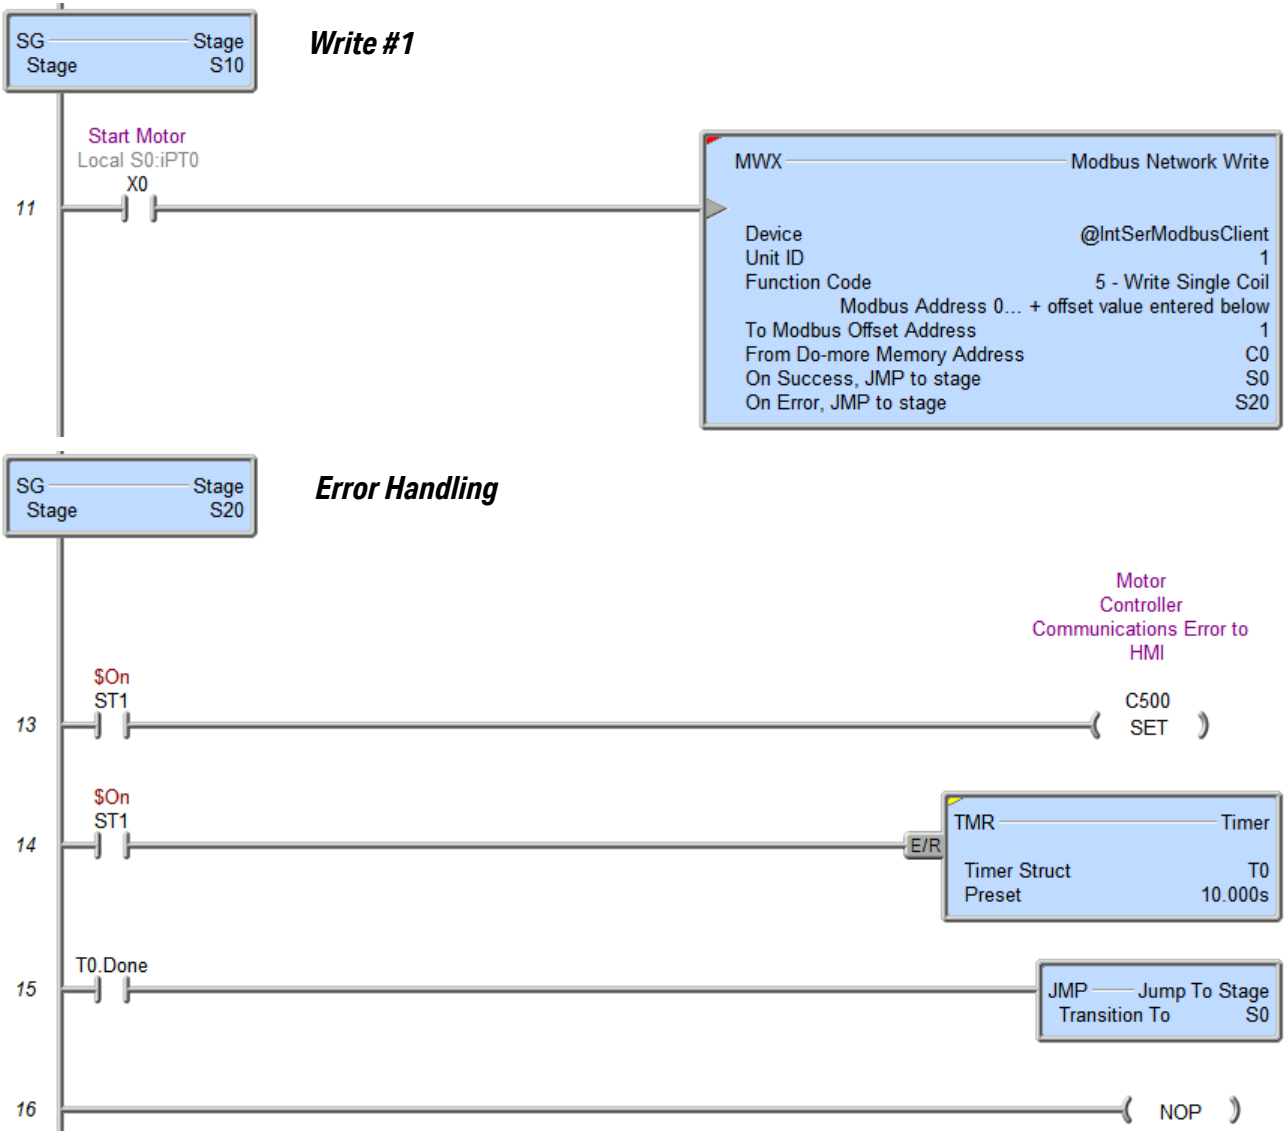 SG Stage
Stage S10
Write #1
Start Motor
Local S0:iPT0
X0
11
MWX Modbus Network Write
Device @IntSerModbusClient
Unit ID 1
Function Code 5 - Write Single Coil
Modbus Address 0... + offset value entered below
To Modbus Offset Address 1
From Do-more Memory Address C0
On Success, JMP to stage S0
On Error, JMP to stage S20
SG Stage
Stage S20
Error Handling
Motor
Controller
Communications Error to
HMI
$On
ST1
C500
13
SET
$On
ST1
14
E/R
TMR Timer
Timer Struct T0
Preset 10.000s
T0.Done
15
JMP Jump To Stage
Transition To S0
16
NOP